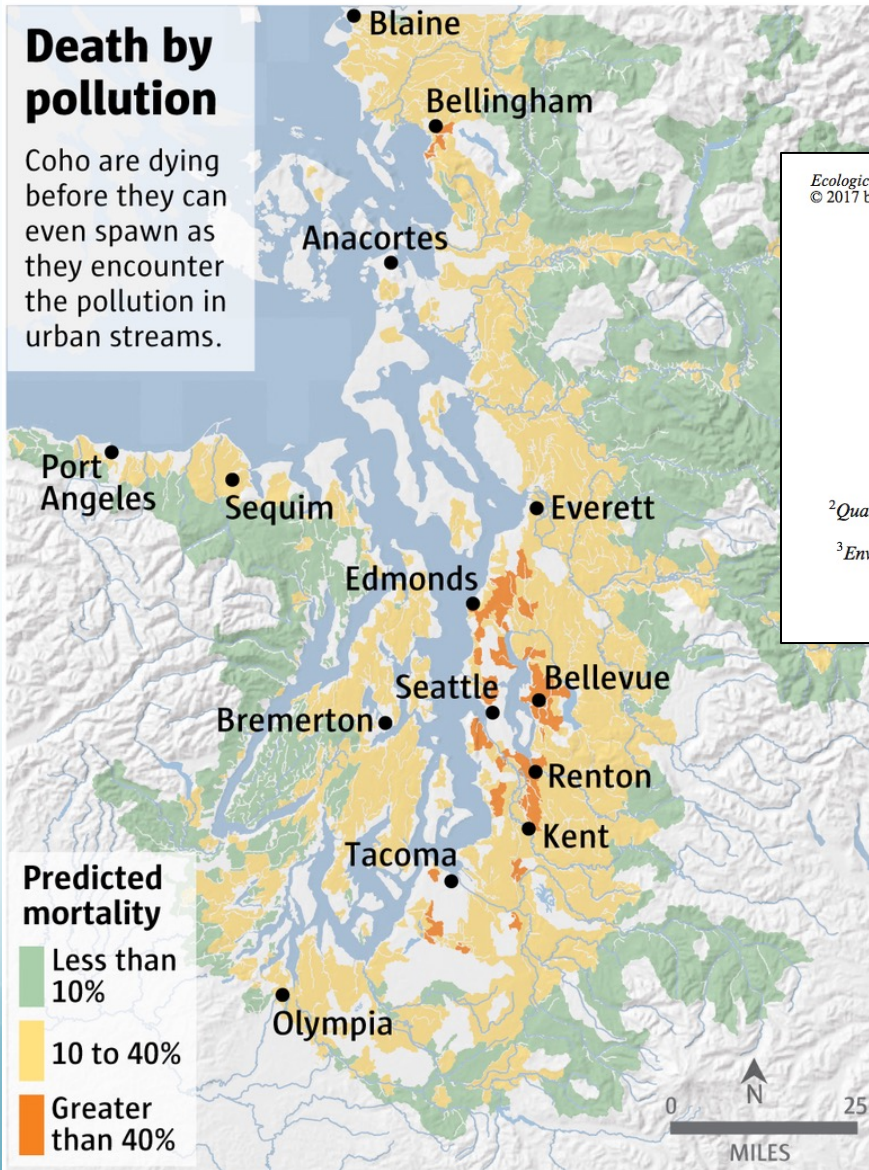 Death by
pollution
Coho are dying
before they can
even spawn as
they encounter
the pollution in
urban streams.
Blaine
Bellingham
Anacortes
Port
Angeles
Sequim
Everett
Edmonds
Seattle
Bellevue
Bremerton
Renton
Kent
Tacoma
Olympia
Predicted
mortality
Less than
10%
10 to 40%
Greater
than 40%
N
0 25
MILES
Ecologic
© 2017 b
²Qua
³Env